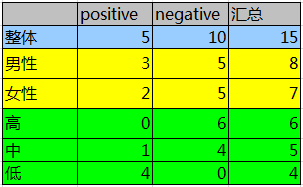 positive negative 汇总
整体 5 10 15
男性 3 5 8
女性 2 5 7
高 0 6 6
中 1 4 5
低 4 0 4